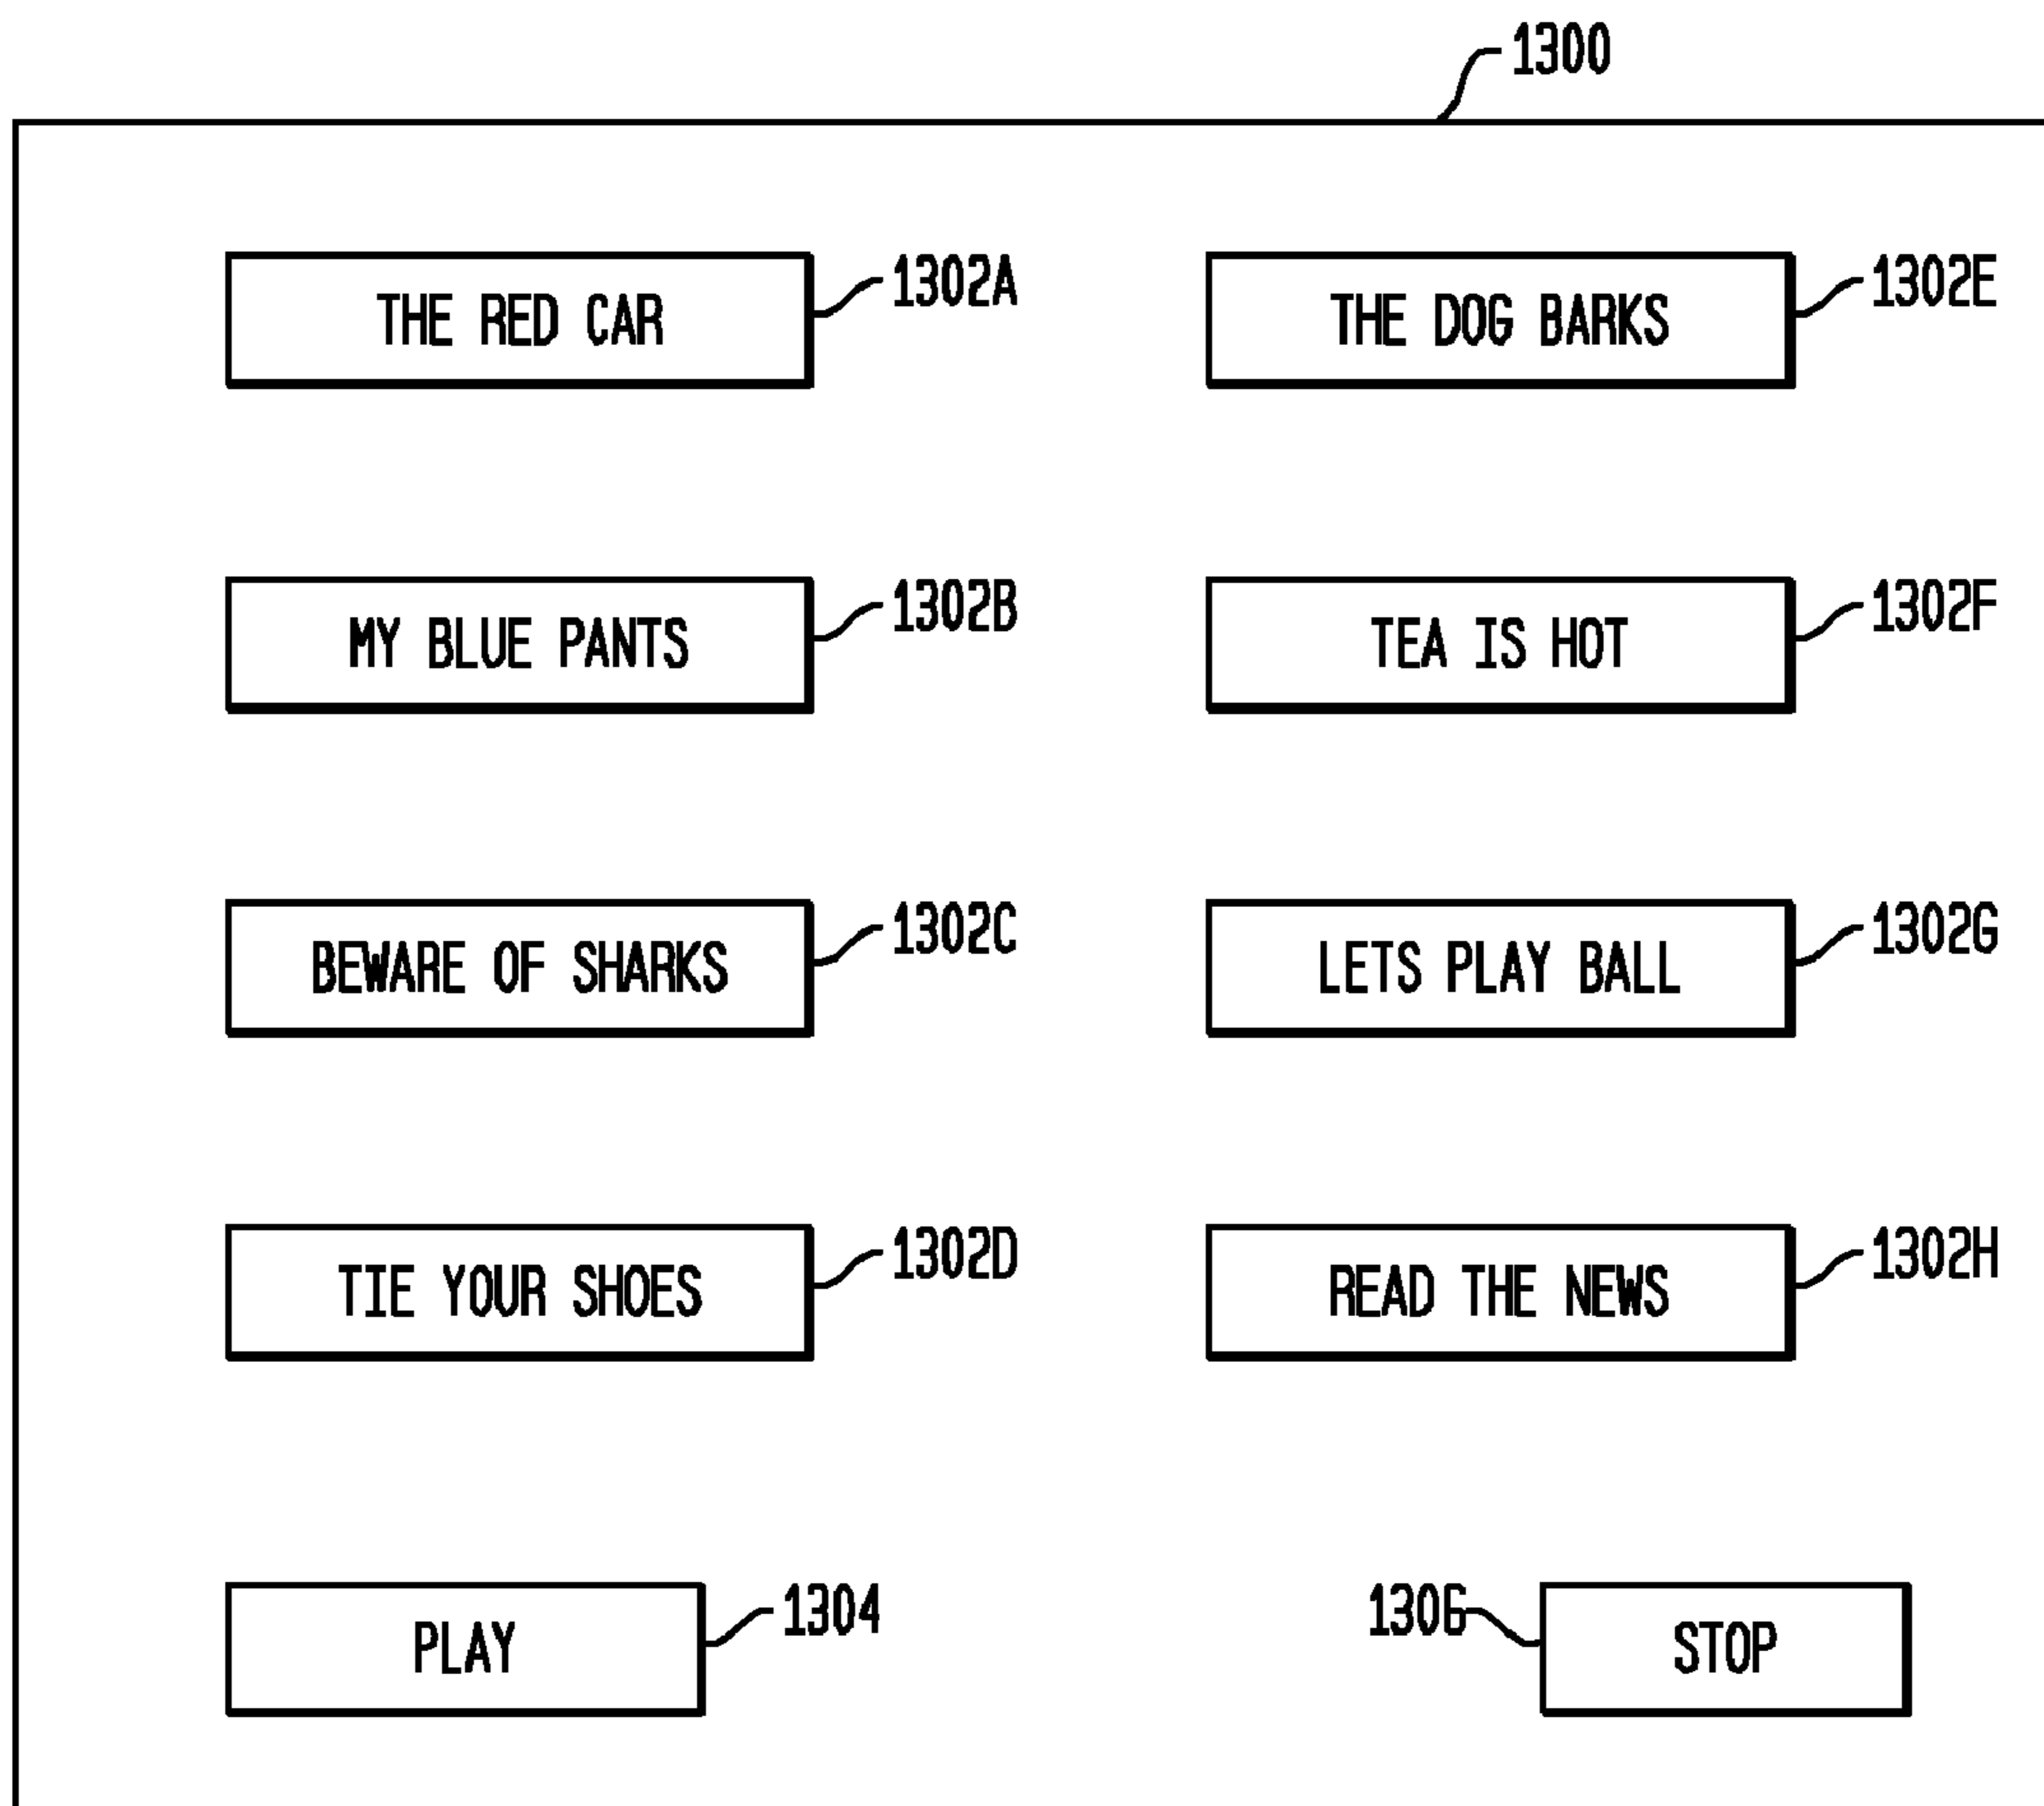 1300
THE RED CAR 1302A THE DOG BARKS 1302E
MY BLUE PANTS 1302B TEA IS HOT 1302F
BEWARE OF SHARKS 1302C LETS PLAY BALL 1302G
TIE YOUR SHOES 1302D READ THE NEWS 1302H
PLAY 1304 1306 STOP